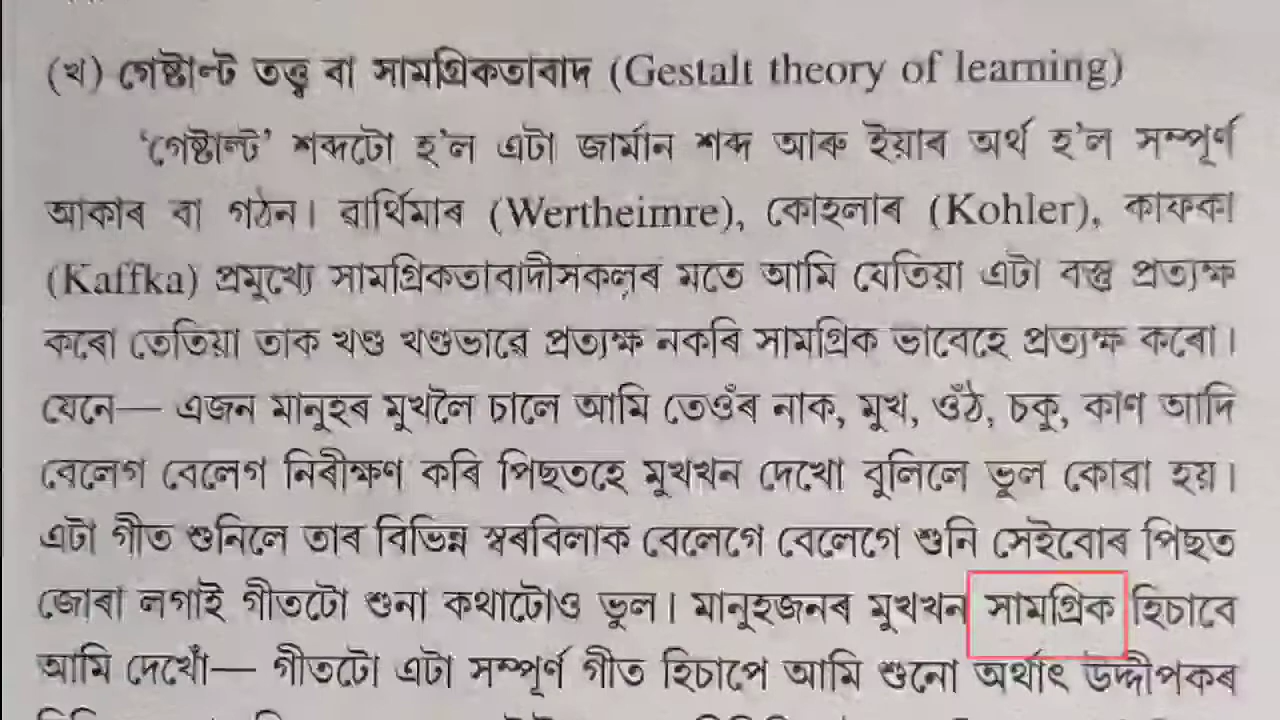 (খ) গেষ্টাল্ট তত্ত্ব বা সামগ্ৰিকতাবাদ (Gestalt theory of learning)
‘গেষ্টাল্ট’ শব্দটো হ’ল এটা জাৰ্মান শব্দ আৰু ইয়াৰ অৰ্থ হ’ল সম্পূৰ্ণ
আকাৰ বা গঠন। ৱাৰ্থিমাৰ (Wertheimre), কোহলাৰ (Kohler), কাফকা
(Kaffka) প্ৰমুখ্যে সামগ্ৰিকতাবাদীসকলৰ মতে আমি যেতিয়া এটা বস্তু প্ৰত্যক্ষ
কৰো তেতিয়া তাক খণ্ড খণ্ডভাৱে প্ৰত্যক্ষ নকৰি সামগ্ৰিক ভাবেহে প্ৰত্যক্ষ কৰো।
যেনে— এজন মানুহৰ মুখলৈ চালে আমি তেওঁৰ নাক, মুখ, ওঁঠ, চকু, কাণ আদি
বেলেগ বেলেগ নিৰীক্ষণ কৰি পিছতহে মুখখন দেখো বুলিলে ভুল কোৱা হয়।
এটা গীত শুনিলে তাৰ বিভিন্ন স্বৰবিলাক বেলেগে বেলেগে শুনি সেইবোৰ পিছত
জোৰা লগাই গীতটো শুনা কথাটোও ভুল। মানুহজনৰ মুখখন সামগ্ৰিক হিচাবে
আমি দেখোঁ— গীতটো এটা সম্পূৰ্ণ গীত হিচাপে আমি শুনো অৰ্থাৎ উদ্দীপকৰ